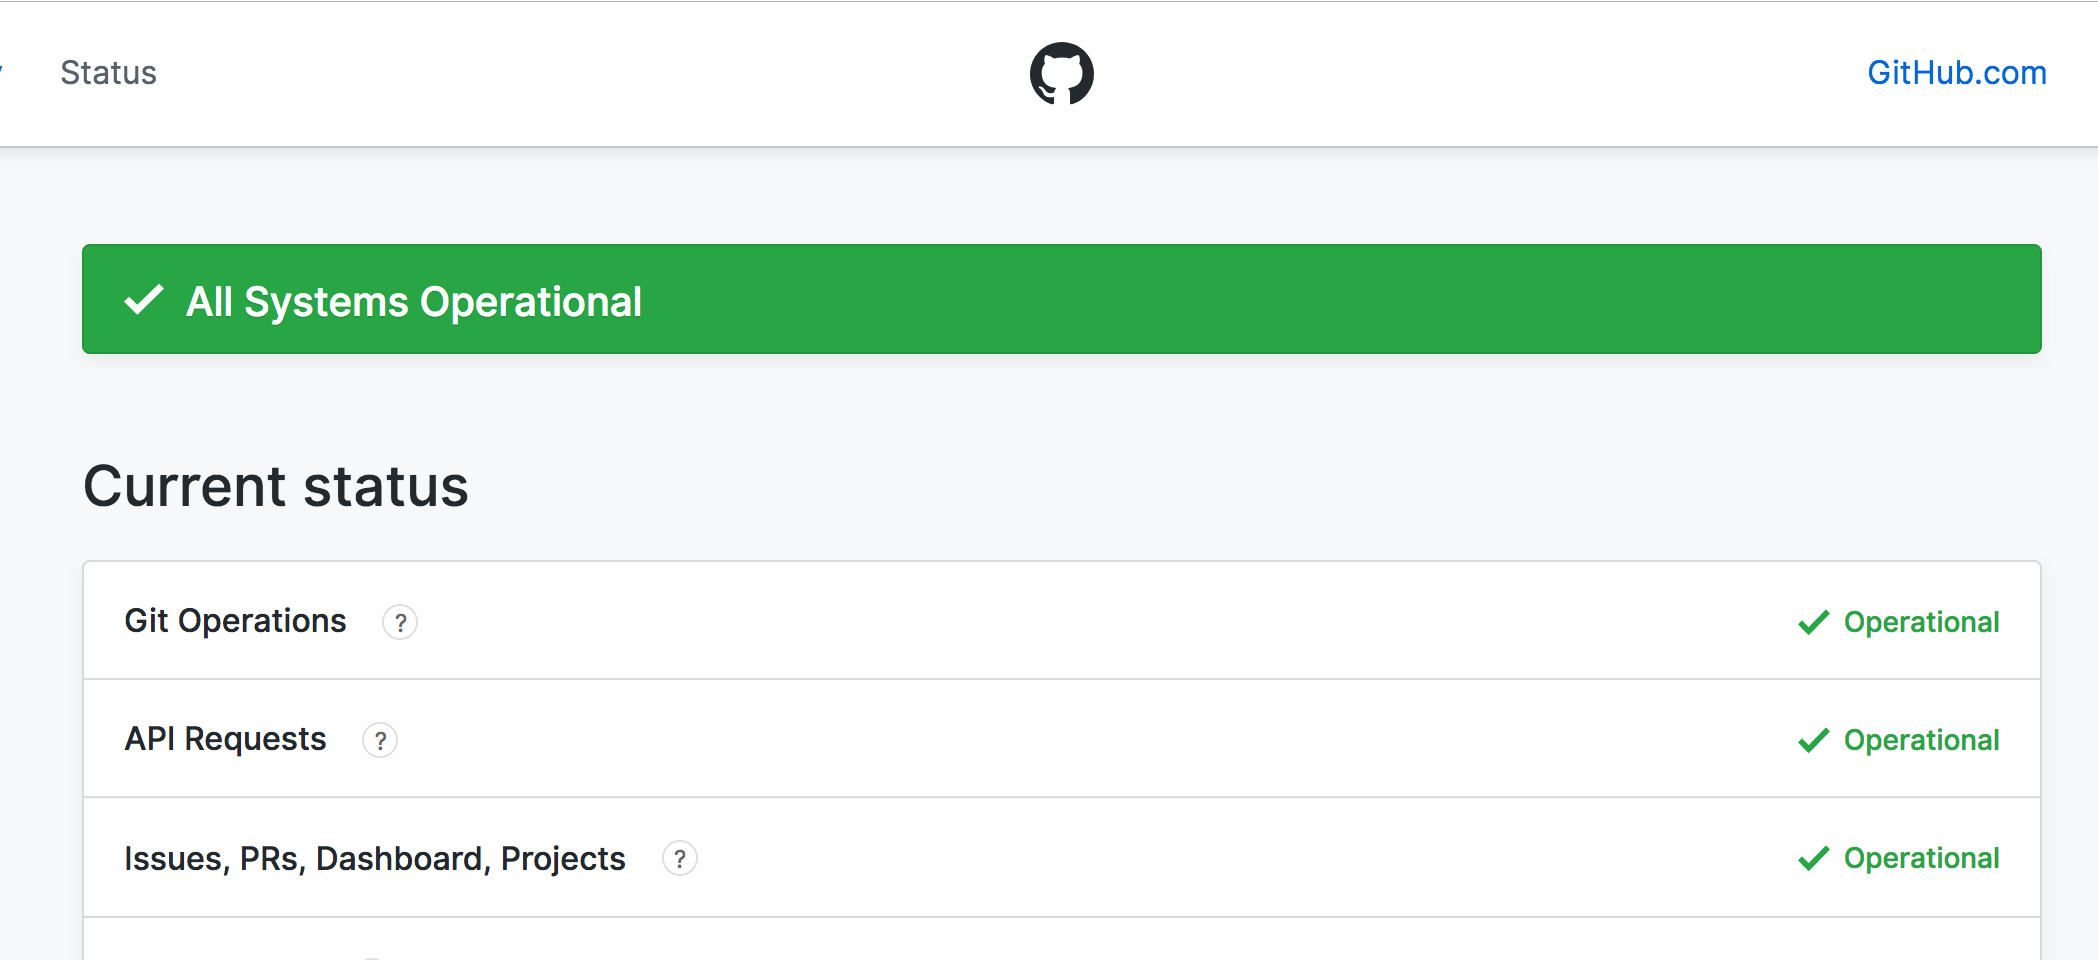 Status
GitHub.com
All Systems Operational
Current status
Git Operations ? Operational
API Requests ? Operational
Issues, PRs, Dashboard, Projects ? Operational